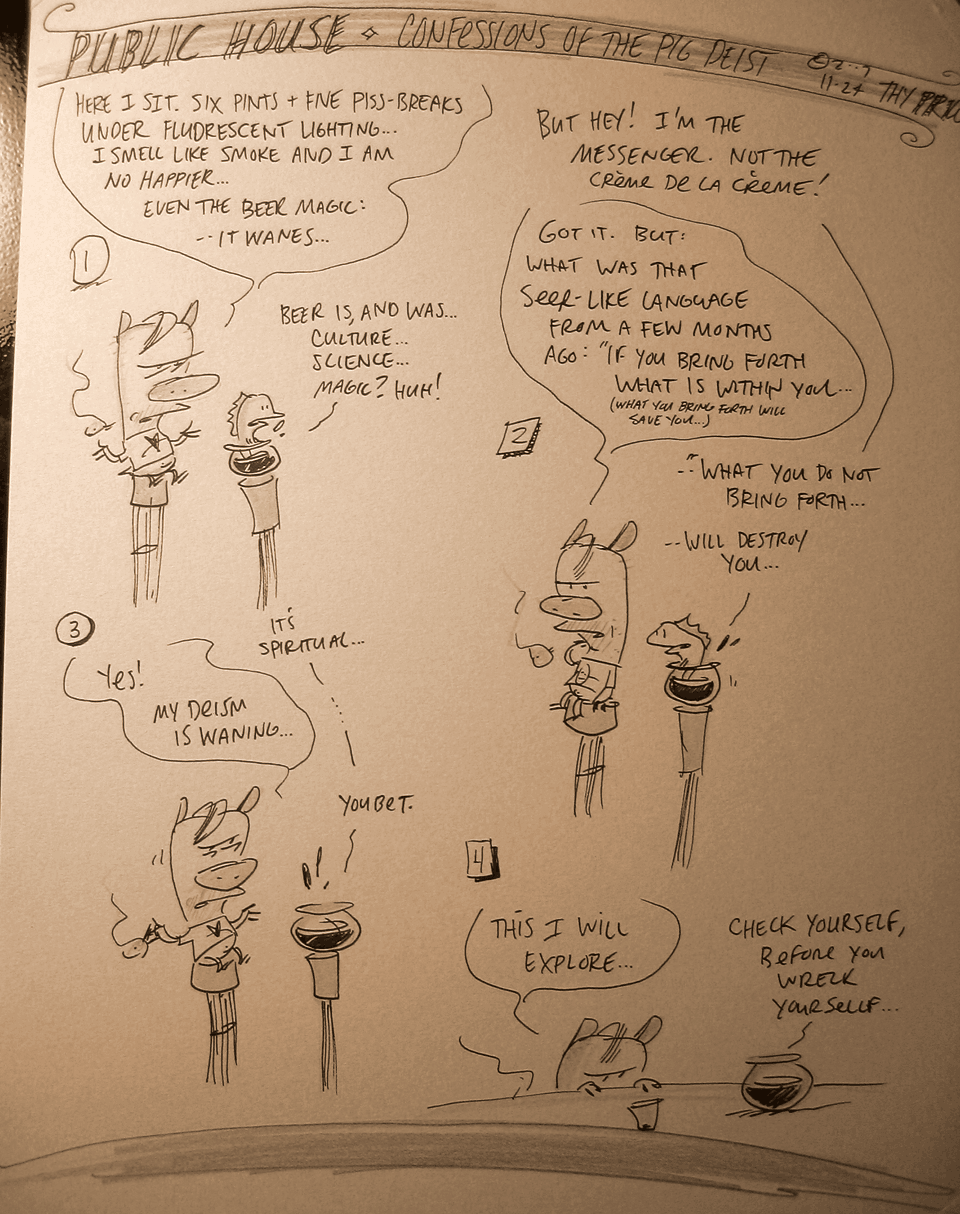 PUBLIC HOUSE ⋄ CONFESSIONS OF THE PIG DEIST
11-24 THY
HERE I SIT. SIX PINTS + FIVE PISS-BREAKS
UNDER FLUDRESCENT LIGHTING...
I SMELL LIKE SMOKE AND I AM
NO HAPPIER...
EVEN THE BEER MAGIC:
--IT WANES...
1
BEER IS, AND WAS...
CULTURE...
SCIENCE...
MAGIC? HUH!
BUT HEY! I'M THE
MESSENGER. NOT THE
CRÈME DE LA CRÈME!
GOT IT. BUT:
WHAT WAS THAT
SEER-LIKE LANGUAGE
FROM A FEW MONTHS
AGO: "IF YOU BRING FORTH
WHAT IS WITHIN YOU...
(WHAT YOU BRING FORTH WILL
SAVE YOU...)
2
--"WHAT YOU DO NOT
BRING FORTH...
--WILL DESTROY
YOU...
3
Yes!
MY DEISM
IS WANING...
IT'S
SPIRITUAL...
YOU BET.
4
THIS I WILL
EXPLORE...
CHECK YOURSELF,
BEFORE YOU
WRECK
YOURSELF...